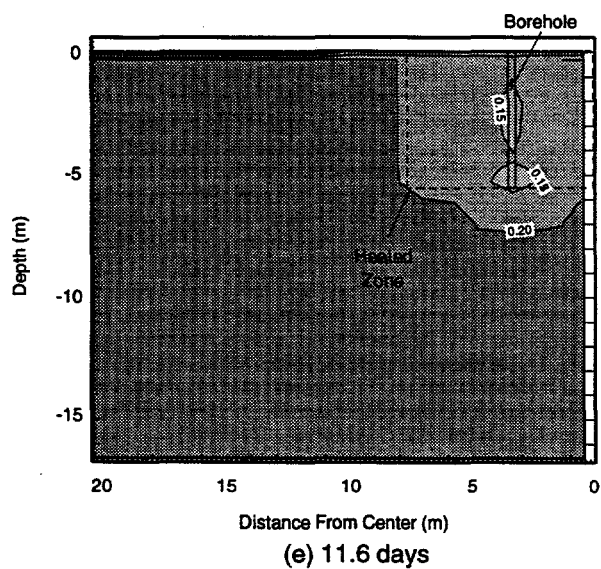 Borehole
0
-5
-10
-15
Depth (m)
0.15
0.18
0.20
Heated
Zone
20 15 10 5 0
Distance From Center (m)
(e) 11.6 days